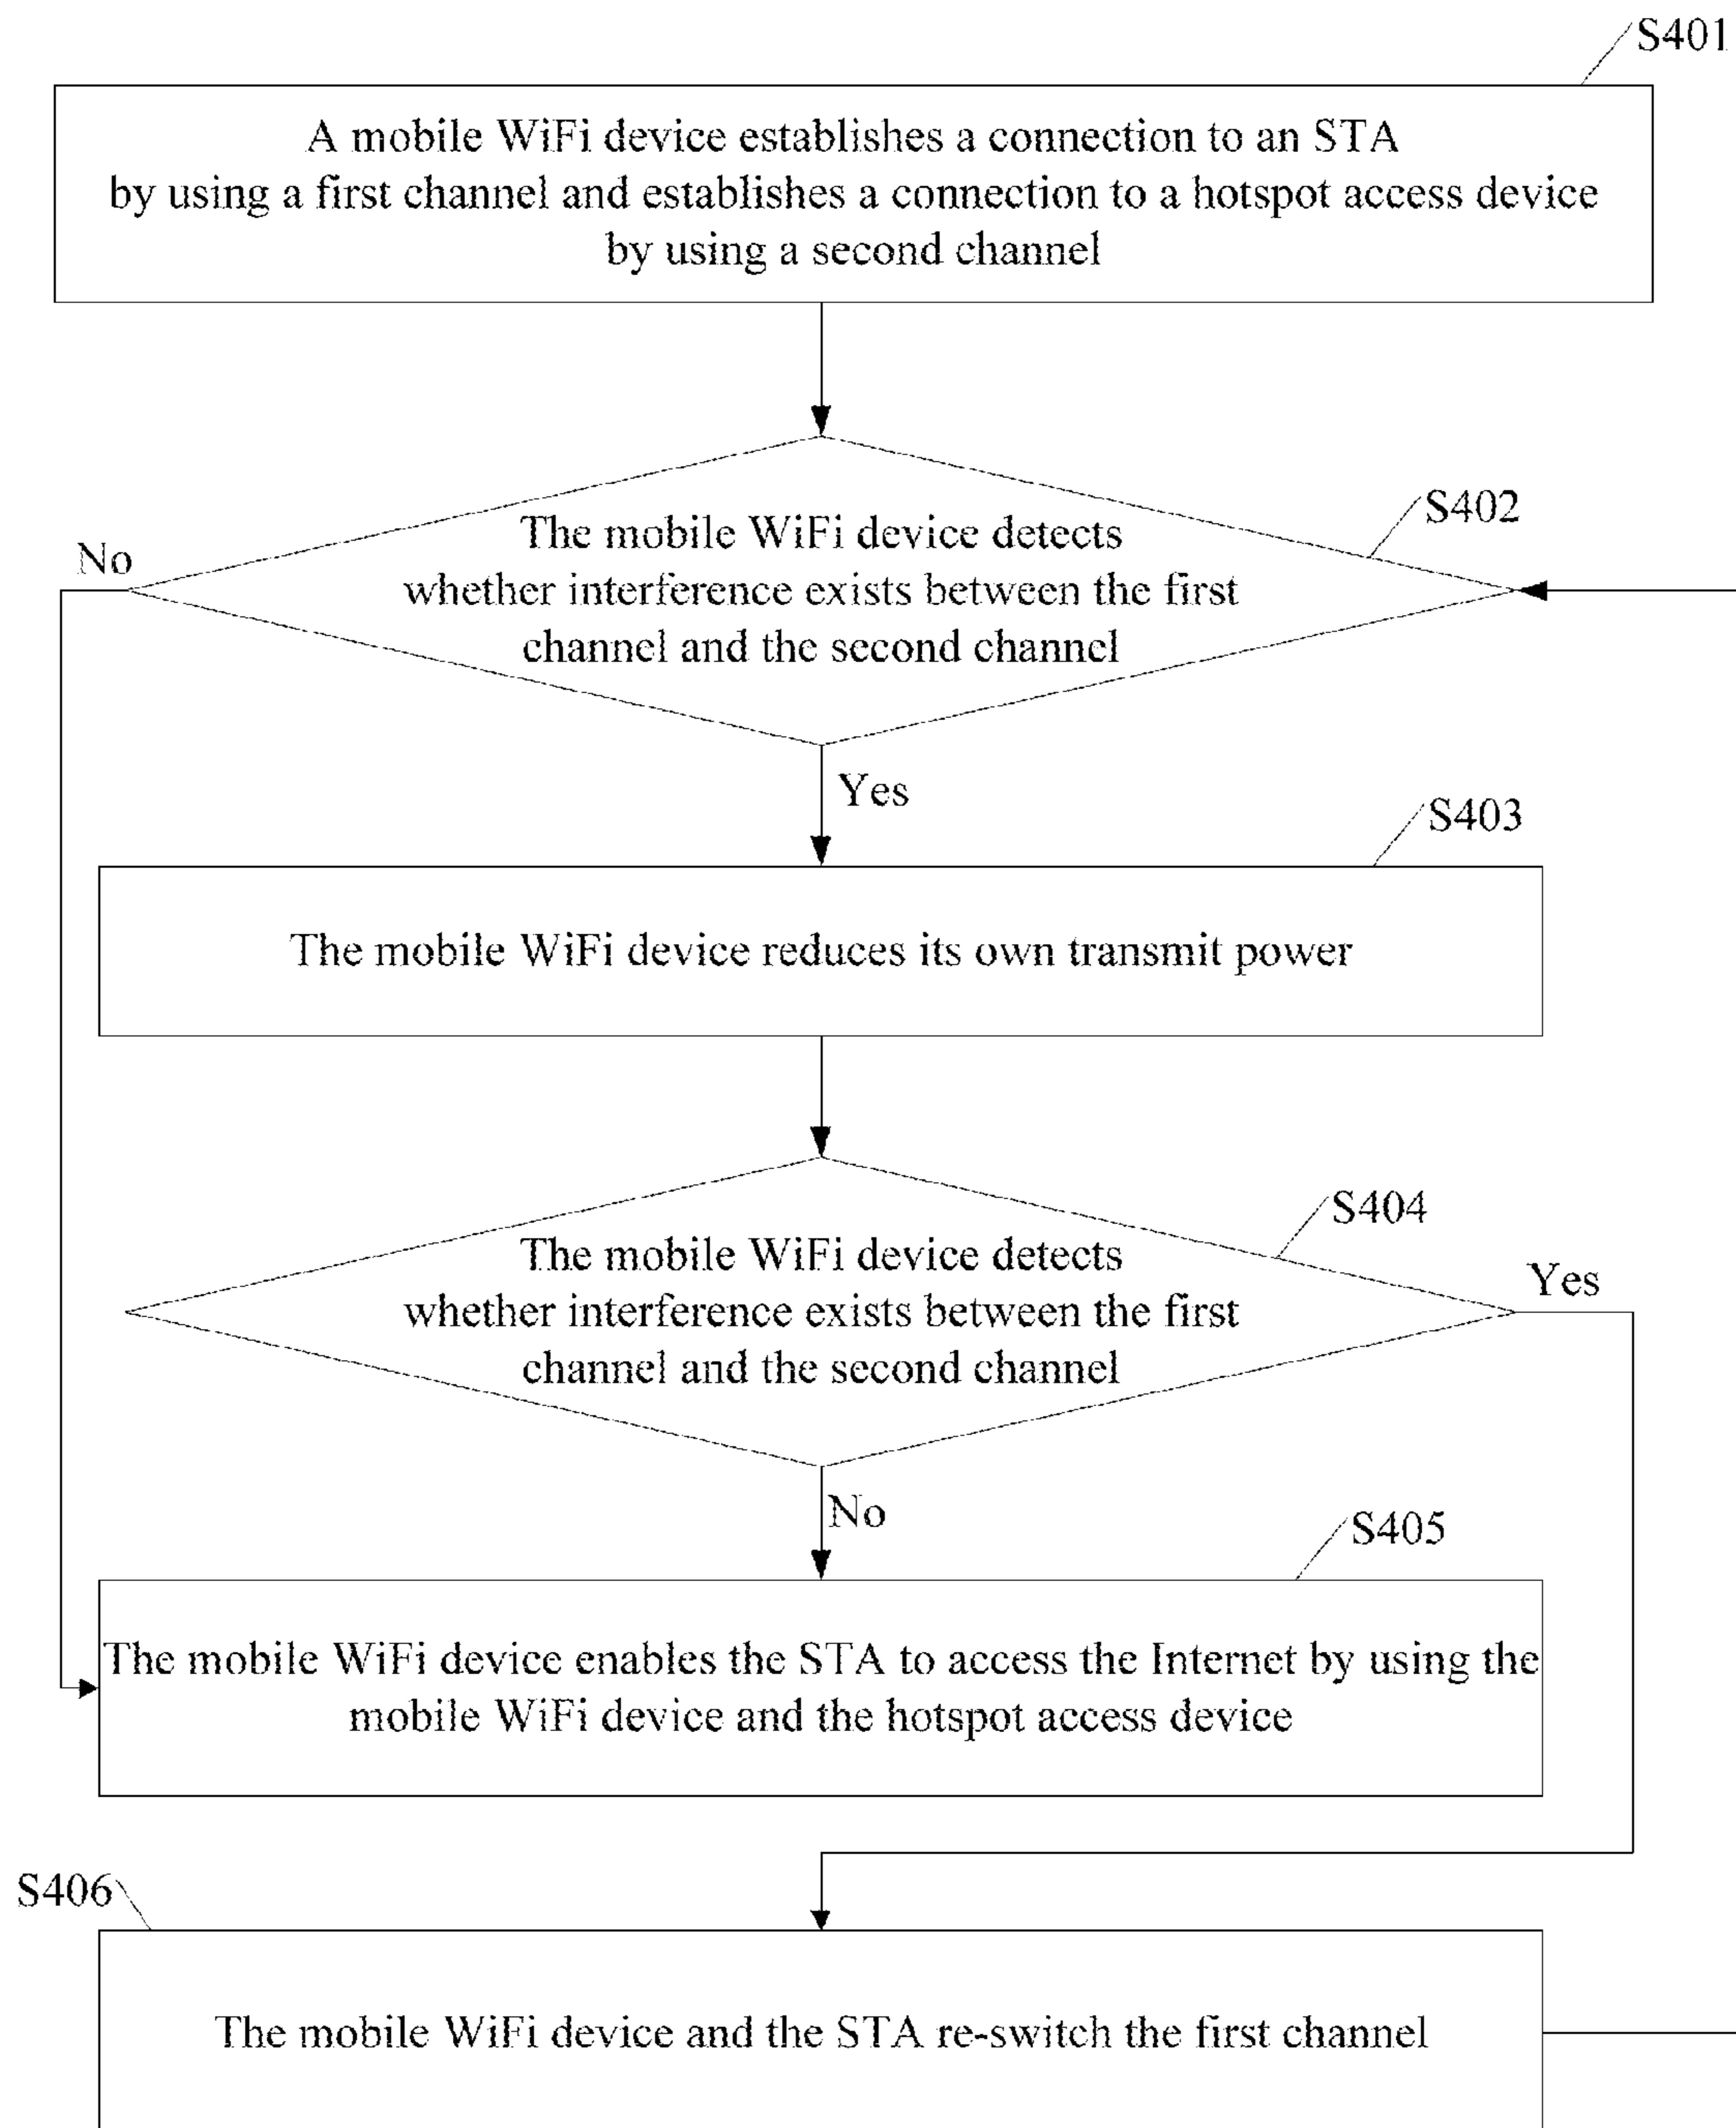 S401
A mobile WiFi device establishes a connection to an STA
by using a first channel and establishes a connection to a hotspot access device
by using a second channel
S402
No
The mobile WiFi device detects
whether interference exists between the first
channel and the second channel
Yes
S403
The mobile WiFi device reduces its own transmit power
S404
The mobile WiFi device detects
whether interference exists between the first
channel and the second channel
Yes
No
S405
The mobile WiFi device enables the STA to access the Internet by using the
mobile WiFi device and the hotspot access device
S406
The mobile WiFi device and the STA re-switch the first channel